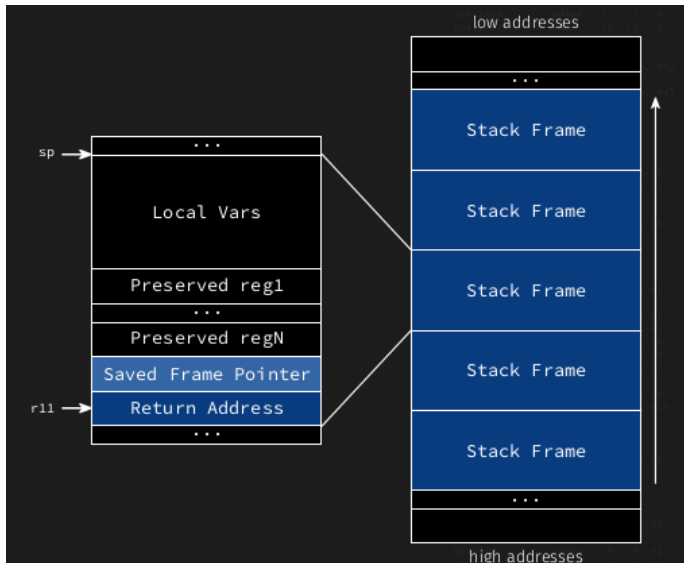 low addresses
...
Stack Frame
Stack Frame
Stack Frame
Stack Frame
Stack Frame
...
high addresses
...
sp
Local Vars
Preserved reg1
...
Preserved regN
Saved Frame Pointer
r11
Return Address
...